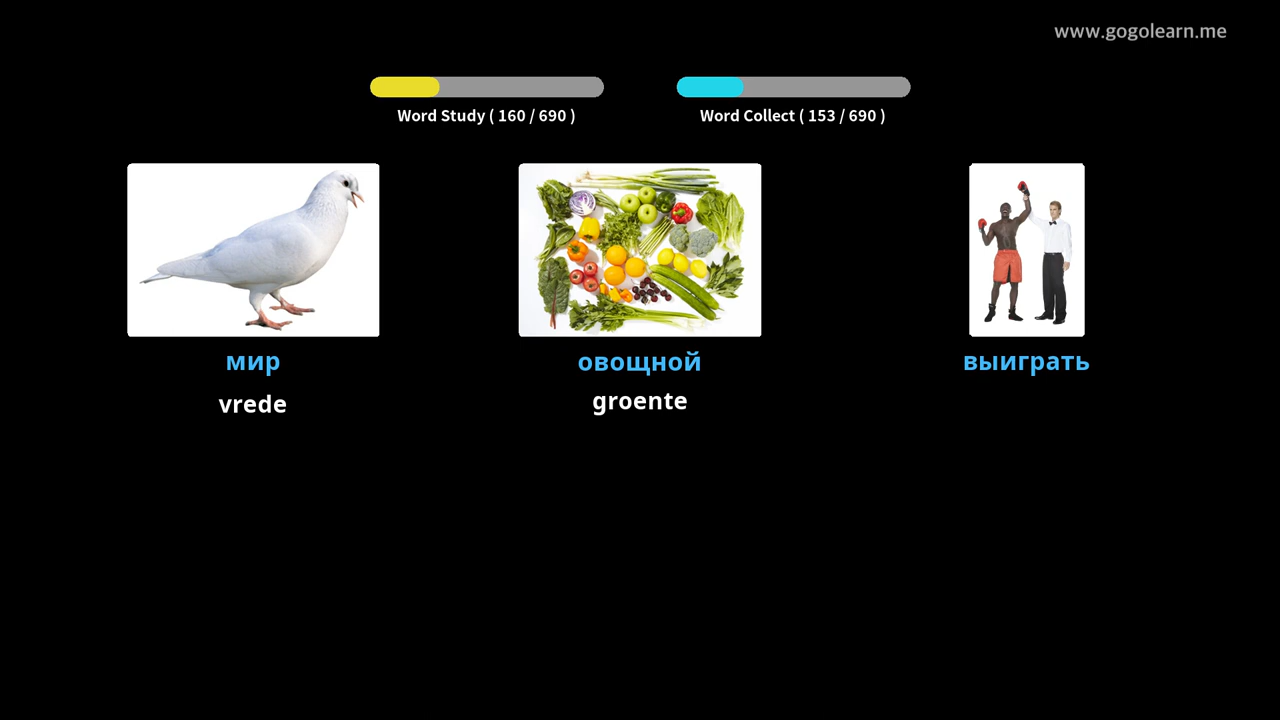 www.gogolearn.me
Word Study ( 160 / 690 )
Word Collect ( 153 / 690 )
мир
овощной
выиграть
vrede
groente